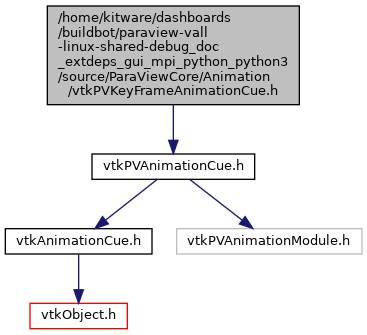 /home/kitware/dashboards
/buildbot/paraview-vall
-linux-shared-debug_doc
_extdeps_gui_mpi_python_python3
/source/ParaViewCore/Animation
/vtkPVKeyFrameAnimationCue.h
vtkPVAnimationCue.h
vtkAnimationCue.h
vtkPVAnimationModule.h
vtkObject.h